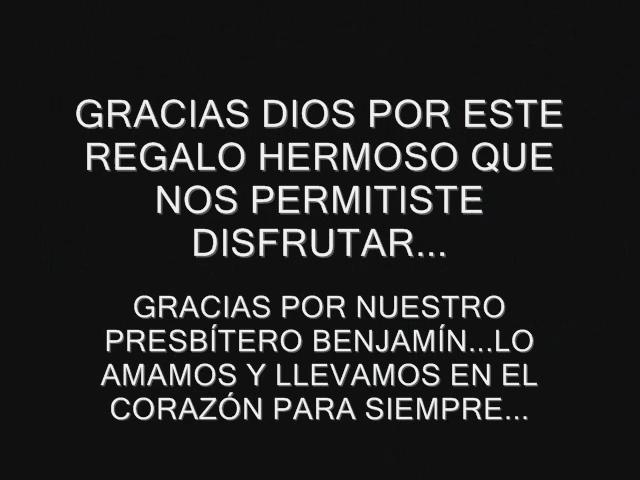 GRACIAS DIOS POR ESTE
REGALO HERMOSO QUE
NOS PERMITISTE
DISFRUTAR...
GRACIAS POR NUESTRO
PRESBÍTERO BENJAMÍN...LO
AMAMOS Y LLEVAMOS EN EL
CORAZÓN PARA SIEMPRE...